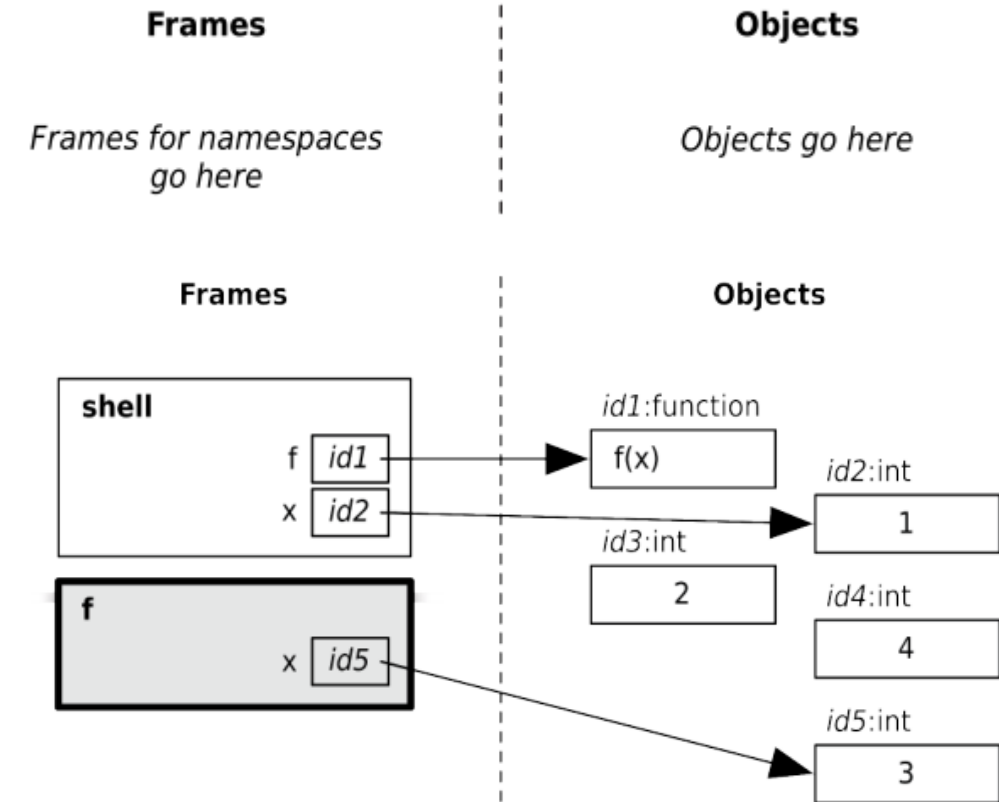 Frames
Objects
Frames for namespaces
go here
Objects go here
Frames
Objects
shell
f id1
x id2
id1:function
f(x)
id2:int
1
id3:int
2
f
x id5
id4:int
4
id5:int
3